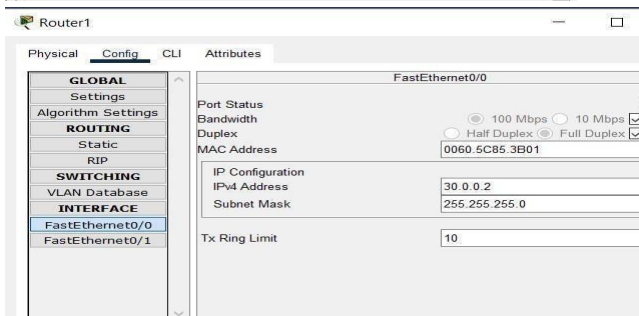 Router1
Physical Config CLI Attributes
GLOBAL
Settings
Algorithm Settings
ROUTING
Static
RIP
SWITCHING
VLAN Database
INTERFACE
FastEthernet0/0
FastEthernet0/1
FastEthernet0/0
Port Status
Bandwidth 100 Mbps 10 Mbps
Duplex Half Duplex Full Duplex
MAC Address 0060.5C85.3B01
IP Configuration
IPv4 Address 30.0.0.2
Subnet Mask 255.255.255.0
Tx Ring Limit 10